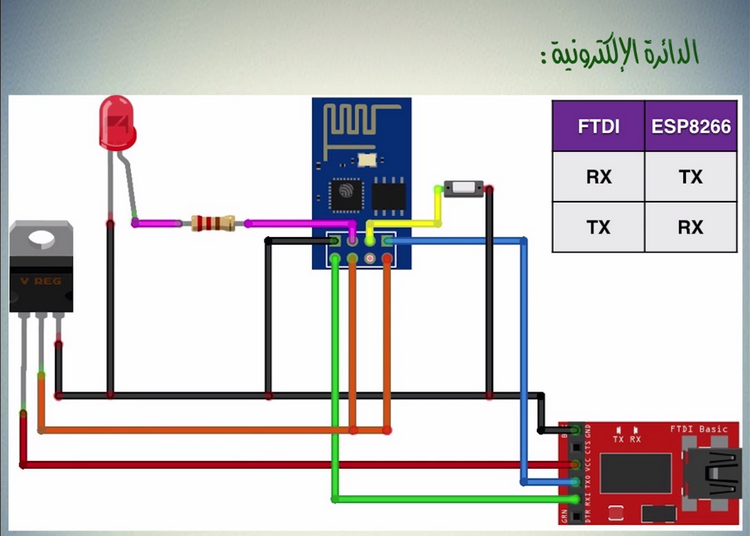 الدائرة الإلكترونية :
FTDI ESP8266
RX TX
TX RX
V REG
FTDI Basic
TX RX
GND
CTS
VCC
TXO
RXI
DTR
GRN